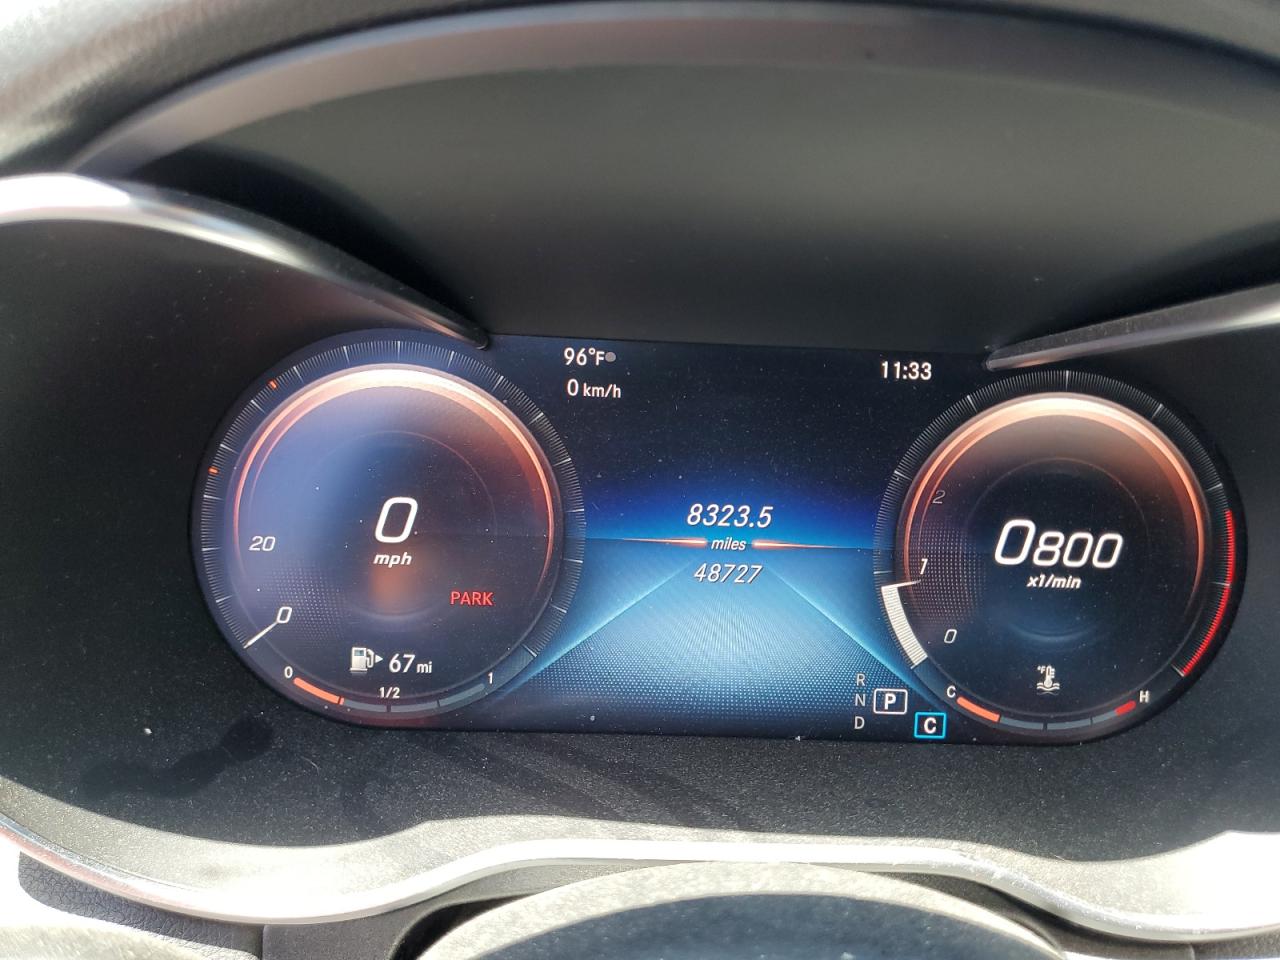 96°F
0 km/h
11:33
20
0
0
mph
PARK
67 mi
0
1/2
1
8323.5
miles
48727
R
N
P
D
C
2
1
0
0800
x1/min
°F
C
H